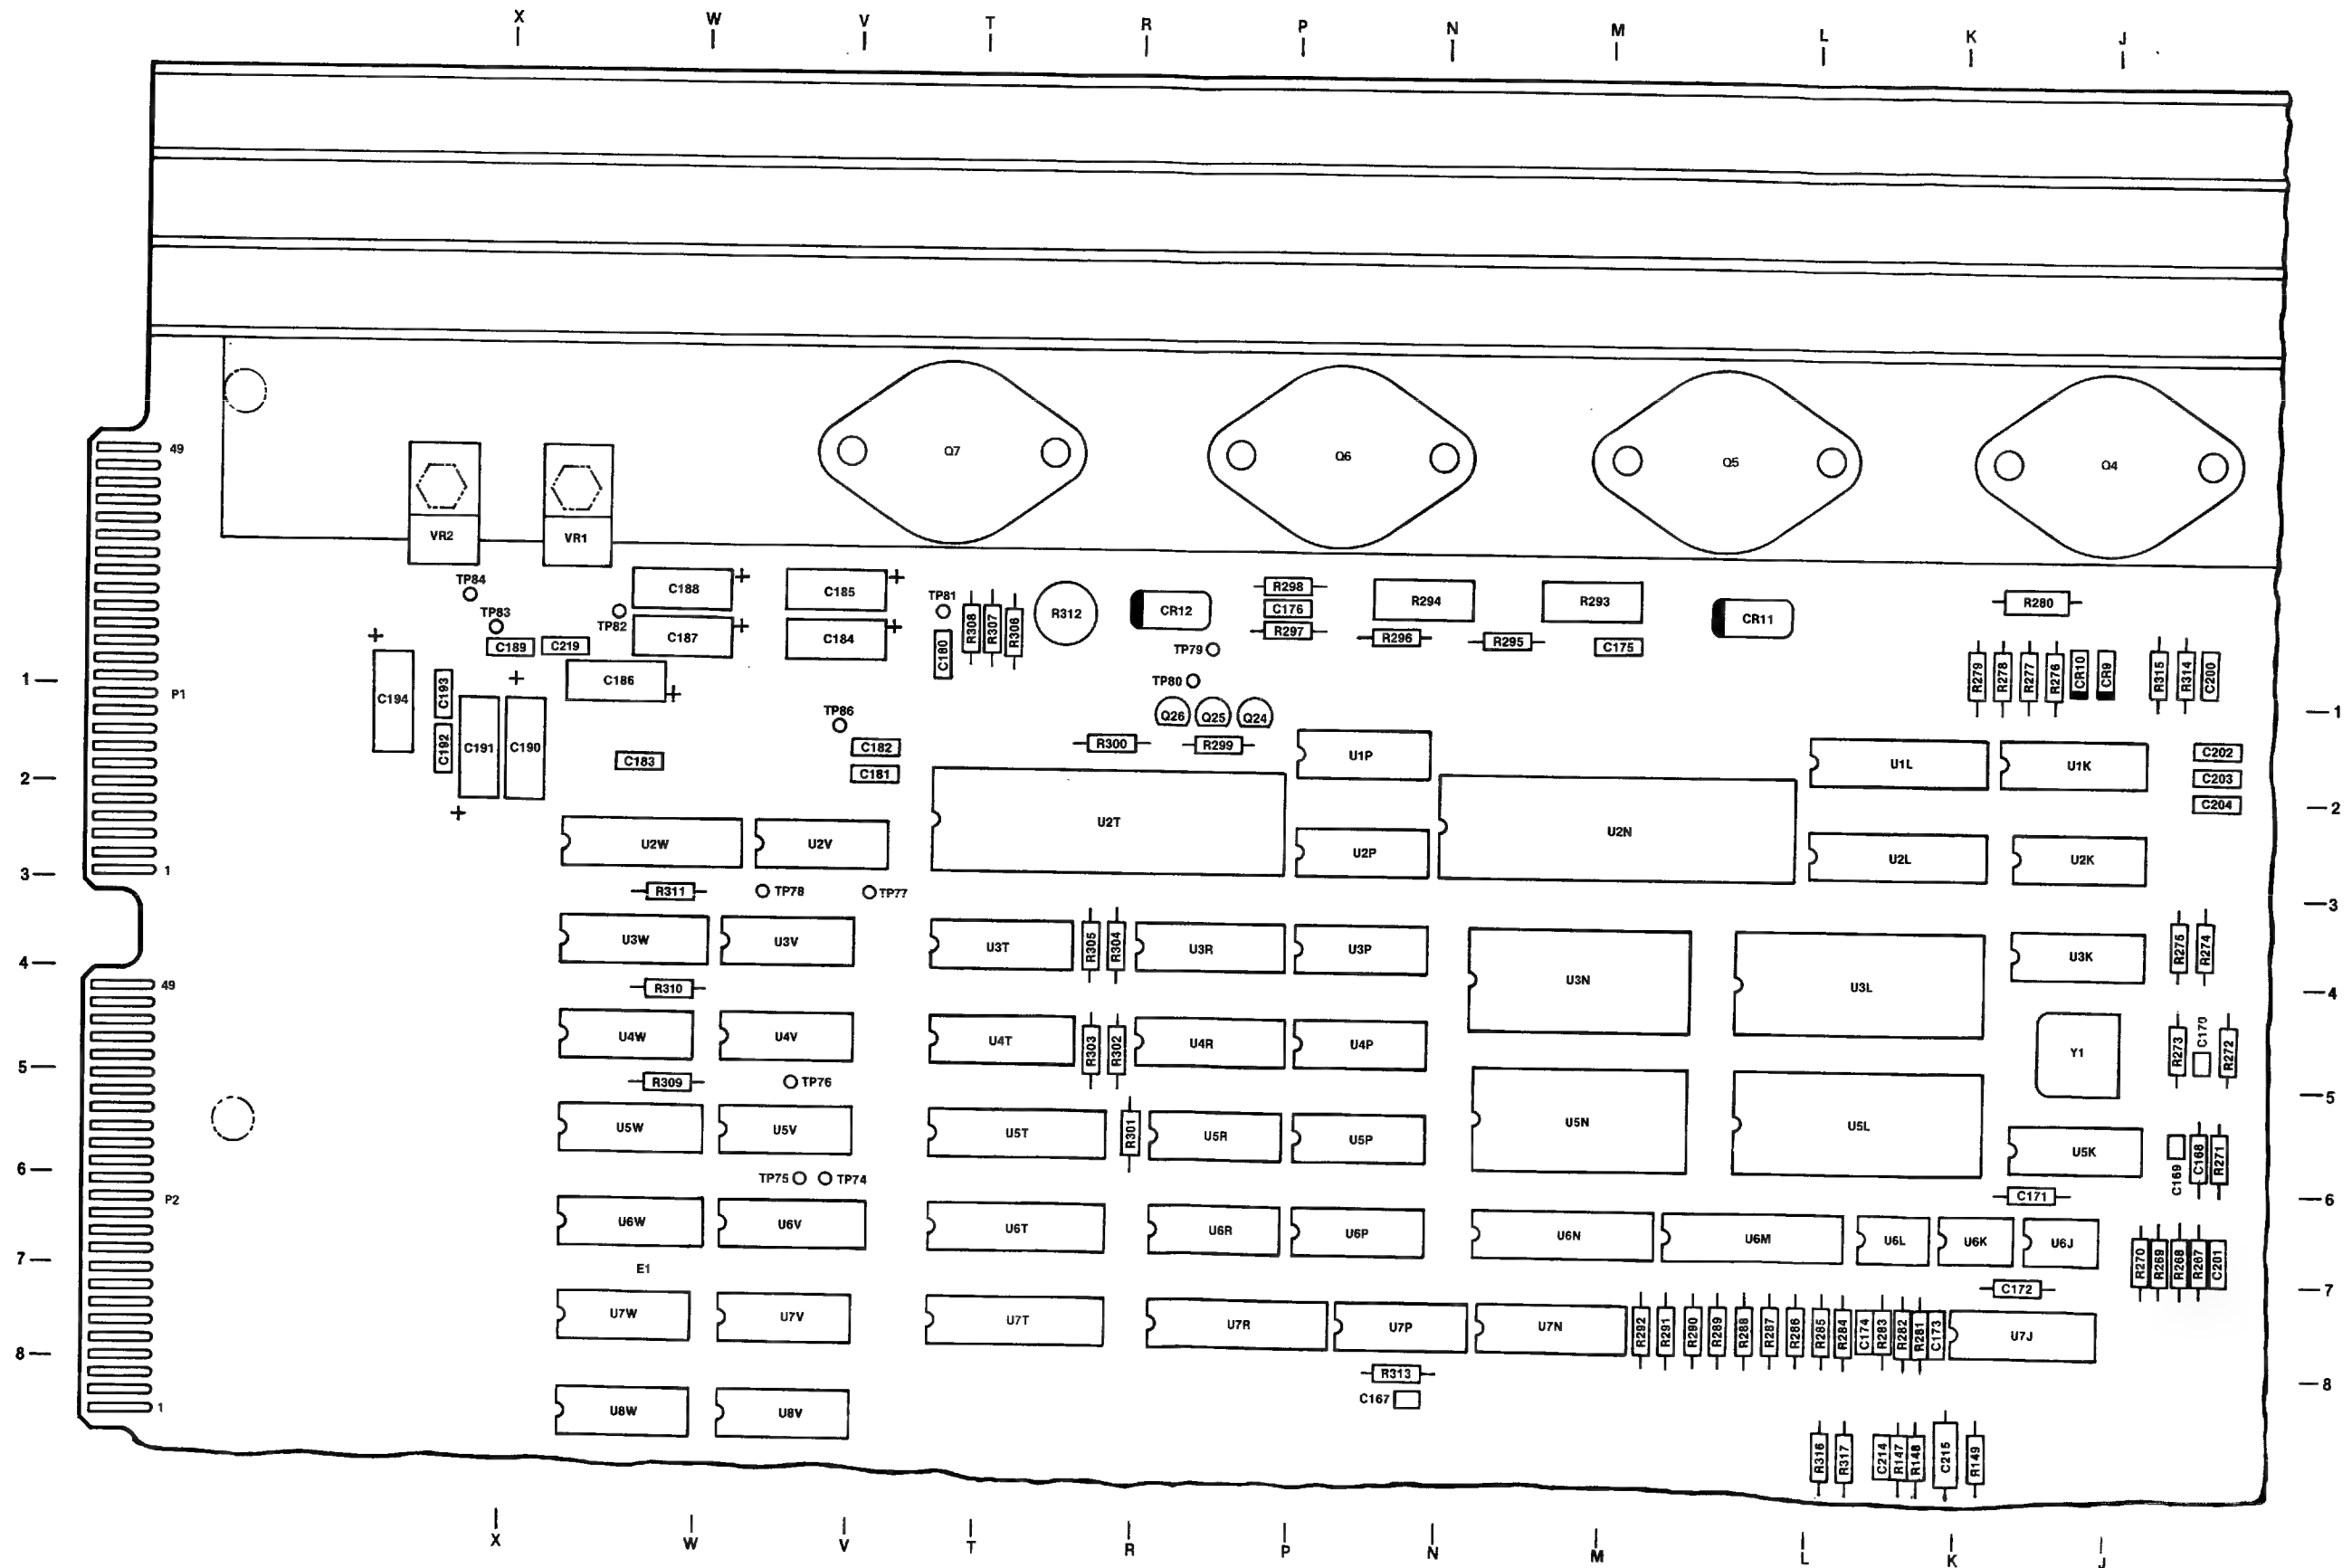 X W V T R P N M L K J
49
Q7 Q6 Q5 Q4
VR2 VR1
TP84 C188 C185 TP81 R298 R294 R293 R280
TP83 TP82 R308 R307 R306 R312 CR12 C176 CR11
C187 C184 R297 R296 R295
C189 C219 C180 TP79 C175
1 P1 C194 C193 C186 TP80 R279 R278 R277 R276 CR10 CR9 R315 R314 C200
TP86 Q26 Q25 Q24 1
C192 C191 C190 C182 R300 R299 U1P
C183 C181 U1L U1K C202
2 C203
C204 2
U2W U2V U2T U2P U2N U2L U2K
3 1
R311 TP78 TP77 3
U3W U3V U3T R305 R304 U3R U3P U3K R275 R274
4 49 R310 U3N U3L 4
U4W U4V U4T R303 R302 U4R U4P Y1 R273 C170 R272
5 R309 TP76 5
U5W U5V U5T R301 U5R U5P U5N U5L U5K
6 TP75 TP74 C169 C168 R271
P2 C171 6
U6W U6V U6T U6R U6P U6N U6M U6L U6K U6J
7 E1 R270 R269 R268 R267 C201
C172 7
U7W U7V U7T U7R U7P U7N R292 R291 R290 R289 R288 R287 R286 R285 R284 C174 R283 R282 R281 C173 U7J
8 R313 8
C167
1 U8W U8V
R316 R317 C214 R147 R148 C215 R149
X W V T R P N M L K J